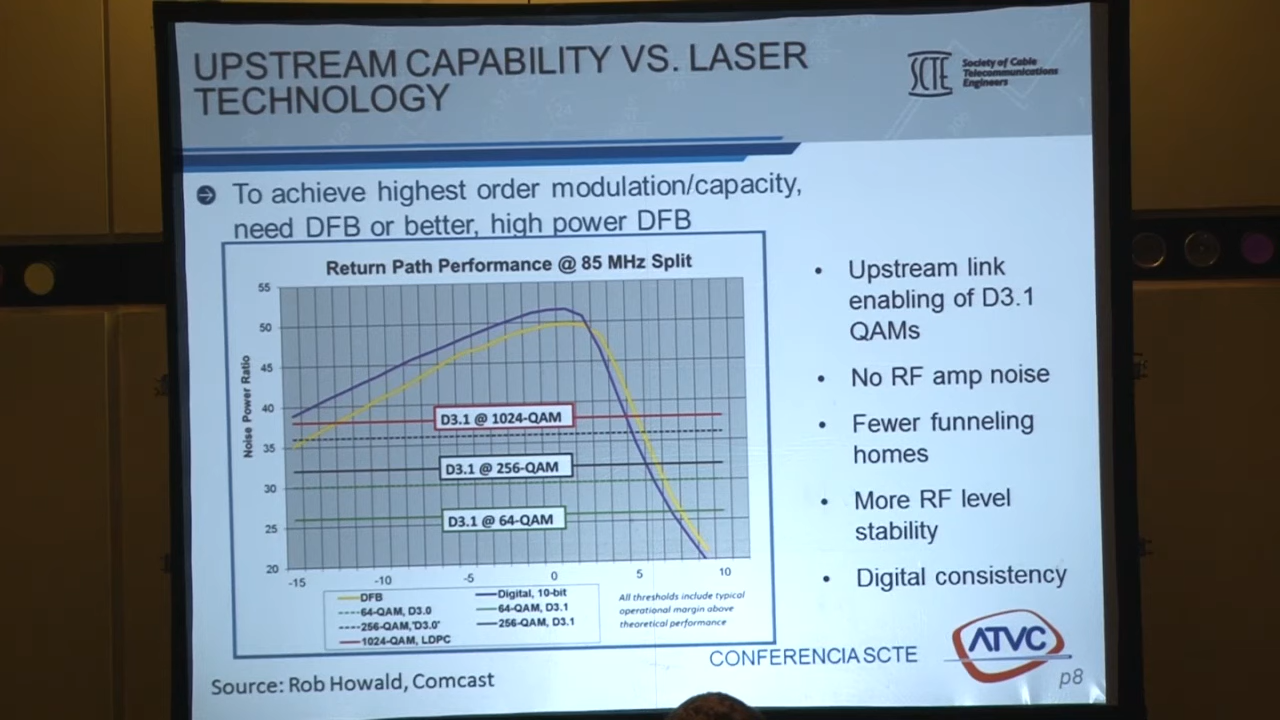 UPSTREAM CAPABILITY VS. LASER
TECHNOLOGY
SCTE
Society of Cable
Telecommunications
Engineers
To achieve highest order modulation/capacity,
need DFB or better, high power DFB
Return Path Performance @ 85 MHz Split
Noise Power Ratio
55
50
45
40
35
30
25
20
-15
-10
-5
0
5
10
D3.1 @ 1024-QAM
D3.1 @ 256-QAM
D3.1 @ 64-QAM
DFB
Digital, 10-bit
64-QAM, D3.0
64-QAM, D3.1
256-QAM, 'D3.0'
256-QAM, D3.1
1024-QAM, LDPC
All thresholds include typical
operational margin above
theoretical performance
• Upstream link
enabling of D3.1
QAMs
• No RF amp noise
• Fewer funneling
homes
• More RF level
stability
• Digital consistency
Source: Rob Howald, Comcast
CONFERENCIA SCTE
ATVC
p8